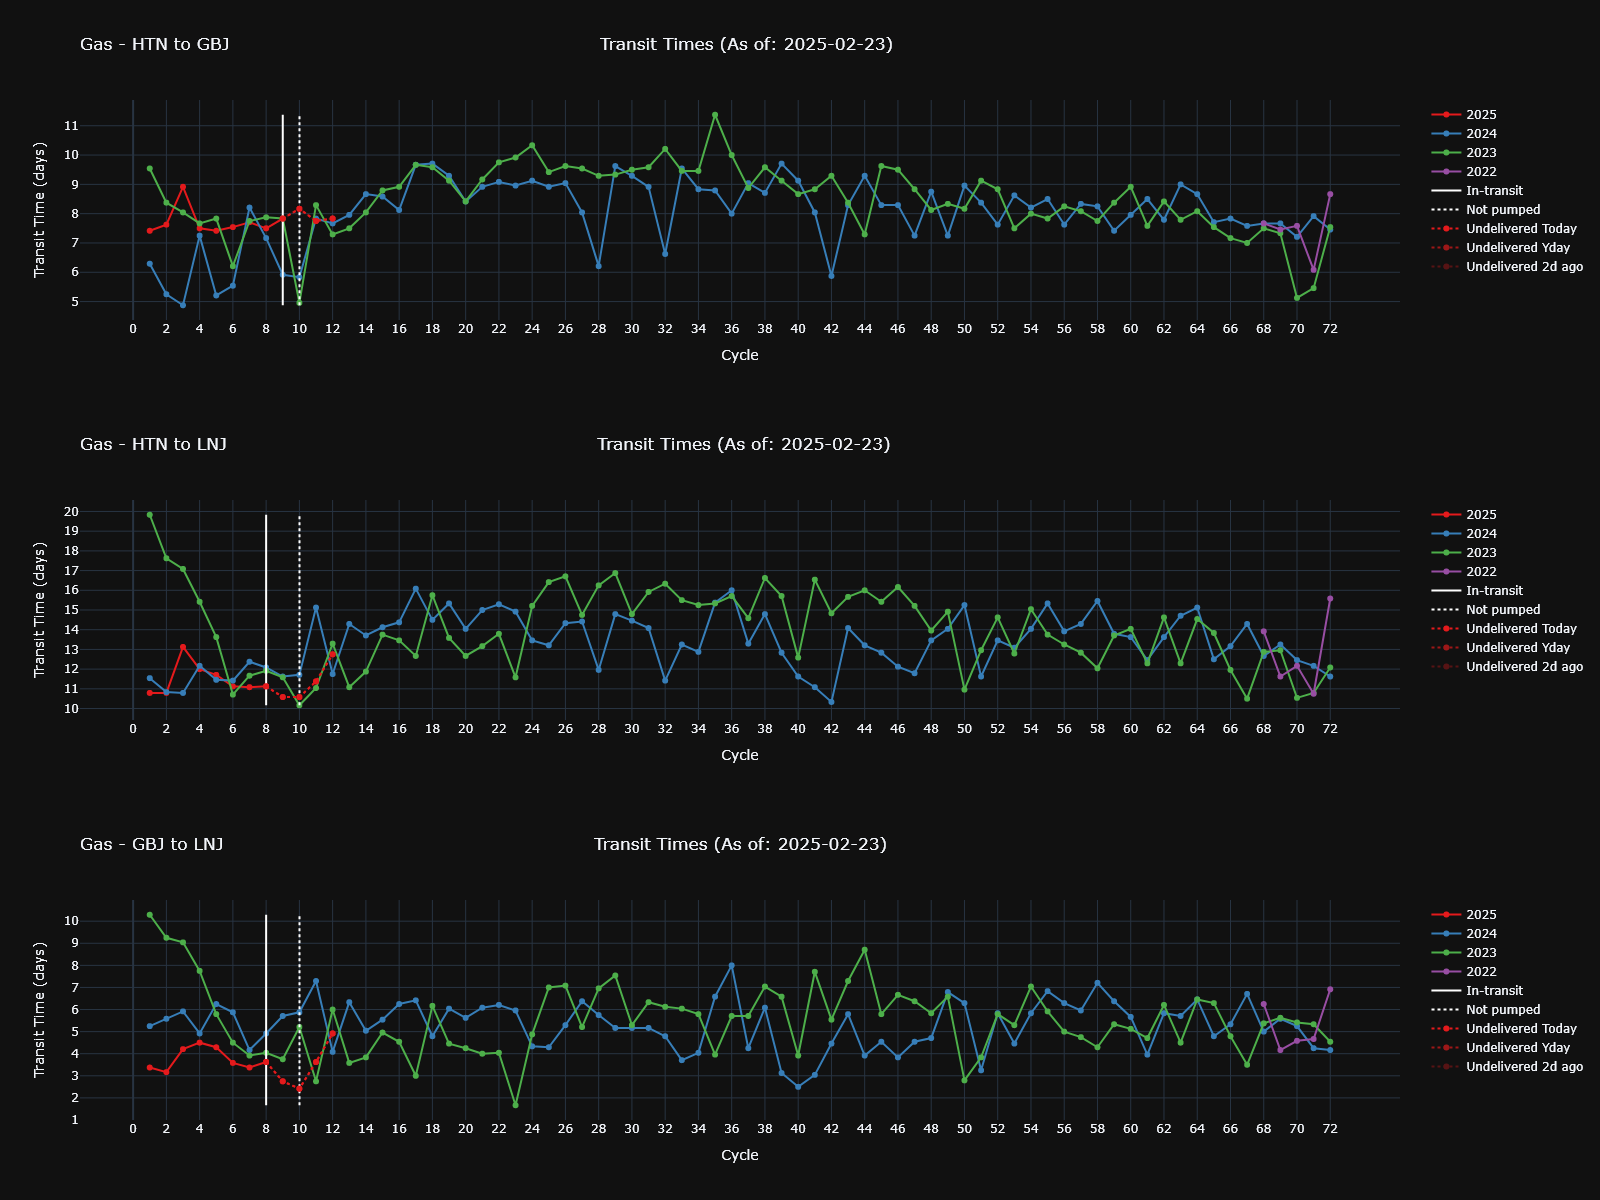 Gas - HTN to GBJ
Transit Times (As of: 2025-02-23)
Transit Time (days)
11
10
9
8
7
6
5
0 2 4 6 8 10 12 14 16 18 20 22 24 26 28 30 32 34 36 38 40 42 44 46 48 50 52 54 56 58 60 62 64 66 68 70 72
Cycle
2025
2024
2023
2022
In-transit
Not pumped
Undelivered Today
Undelivered Yday
Undelivered 2d ago
Gas - HTN to LNJ
Transit Times (As of: 2025-02-23)
Transit Time (days)
20
19
18
17
16
15
14
13
12
11
10
0 2 4 6 8 10 12 14 16 18 20 22 24 26 28 30 32 34 36 38 40 42 44 46 48 50 52 54 56 58 60 62 64 66 68 70 72
Cycle
2025
2024
2023
2022
In-transit
Not pumped
Undelivered Today
Undelivered Yday
Undelivered 2d ago
Gas - GBJ to LNJ
Transit Times (As of: 2025-02-23)
Transit Time (days)
10
9
8
7
6
5
4
3
2
1
0 2 4 6 8 10 12 14 16 18 20 22 24 26 28 30 32 34 36 38 40 42 44 46 48 50 52 54 56 58 60 62 64 66 68 70 72
Cycle
2025
2024
2023
2022
In-transit
Not pumped
Undelivered Today
Undelivered Yday
Undelivered 2d ago